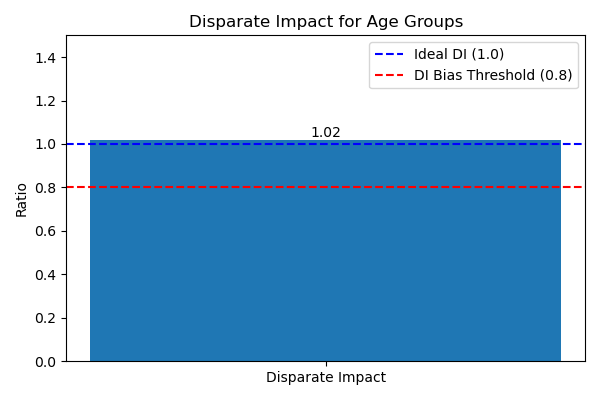 Disparate Impact for Age Groups
Ideal DI (1.0)
DI Bias Threshold (0.8)
1.02
1.4
1.2
1.0
0.8
0.6
0.4
0.2
0.0
Ratio
Disparate Impact